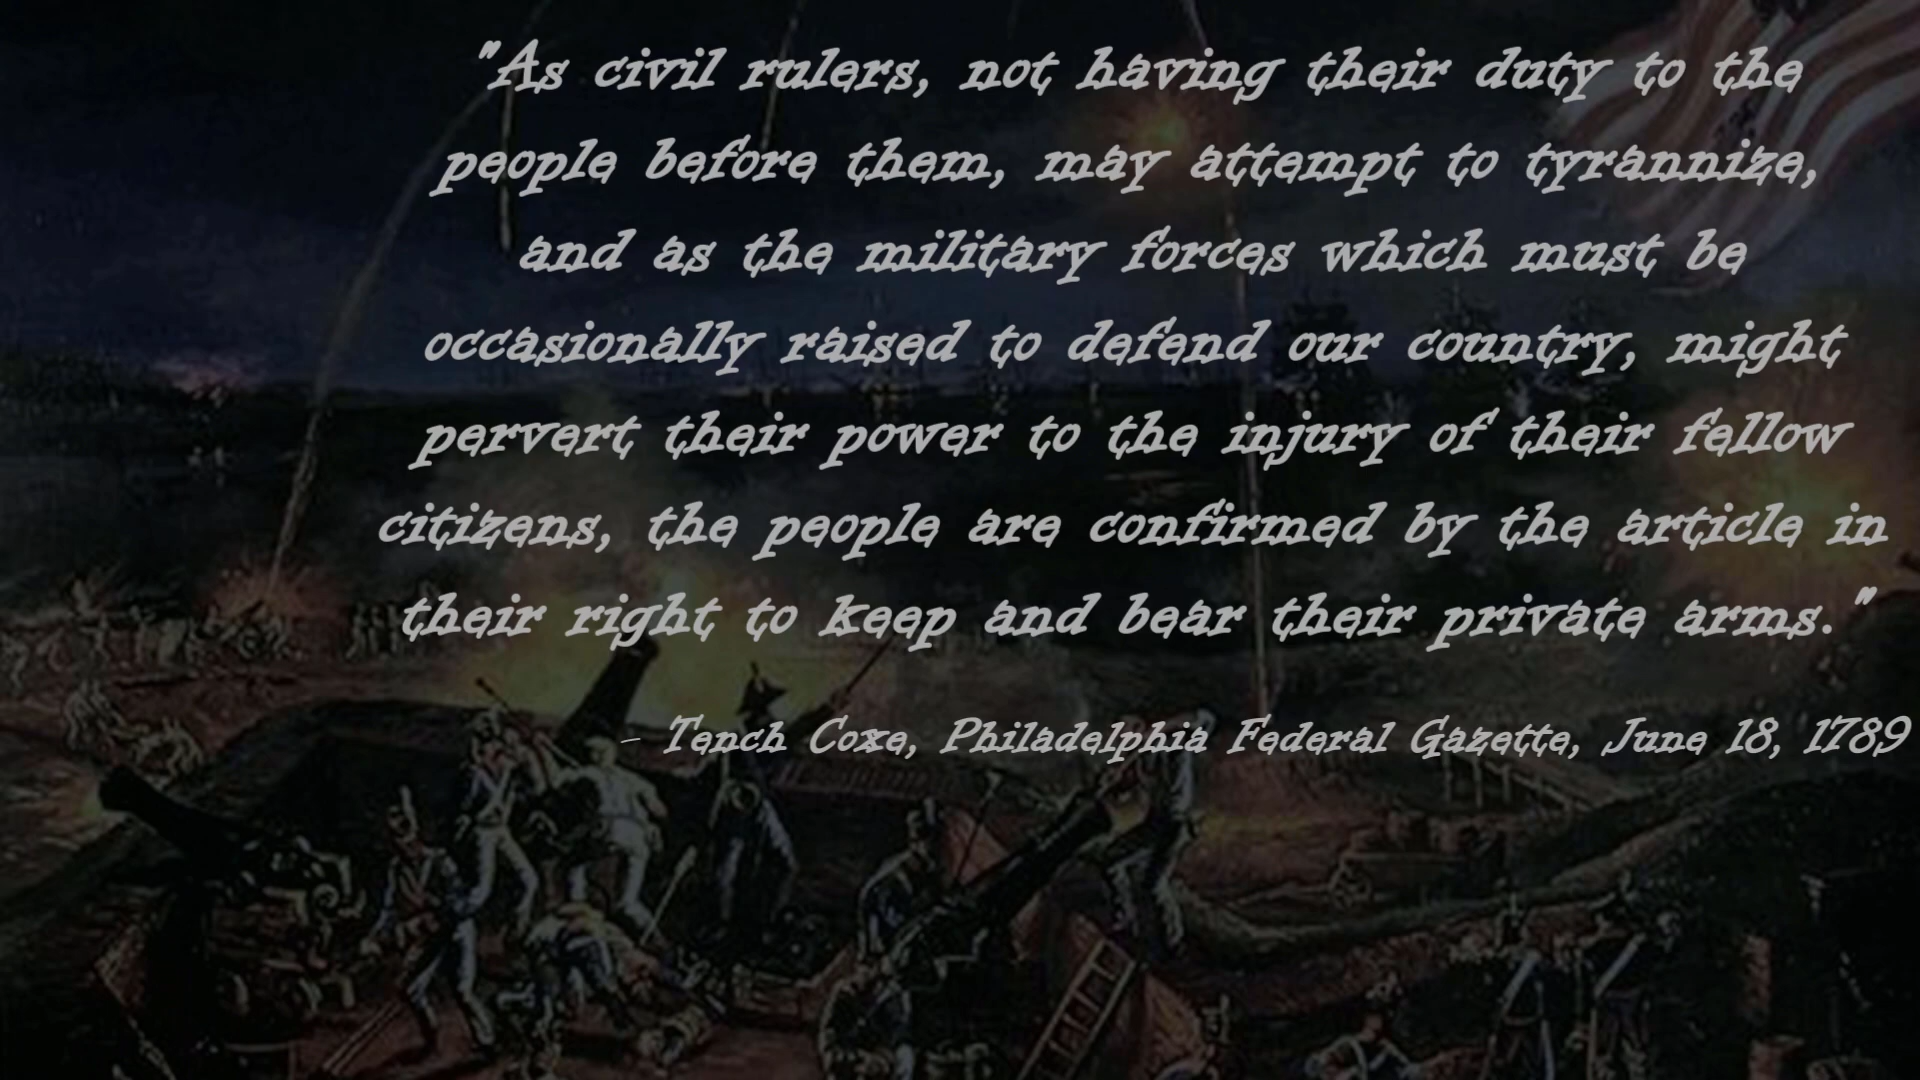 "As civil rulers, not having their duty to the
people before them, may attempt to tyrannize,
and as the military forces which must be
occasionally raised to defend our country, might
pervert their power to the injury of their fellow
citizens, the people are confirmed by the article in
their right to keep and bear their private arms."
– Tench Coxe, Philadelphia Federal Gazette, June 18, 1789